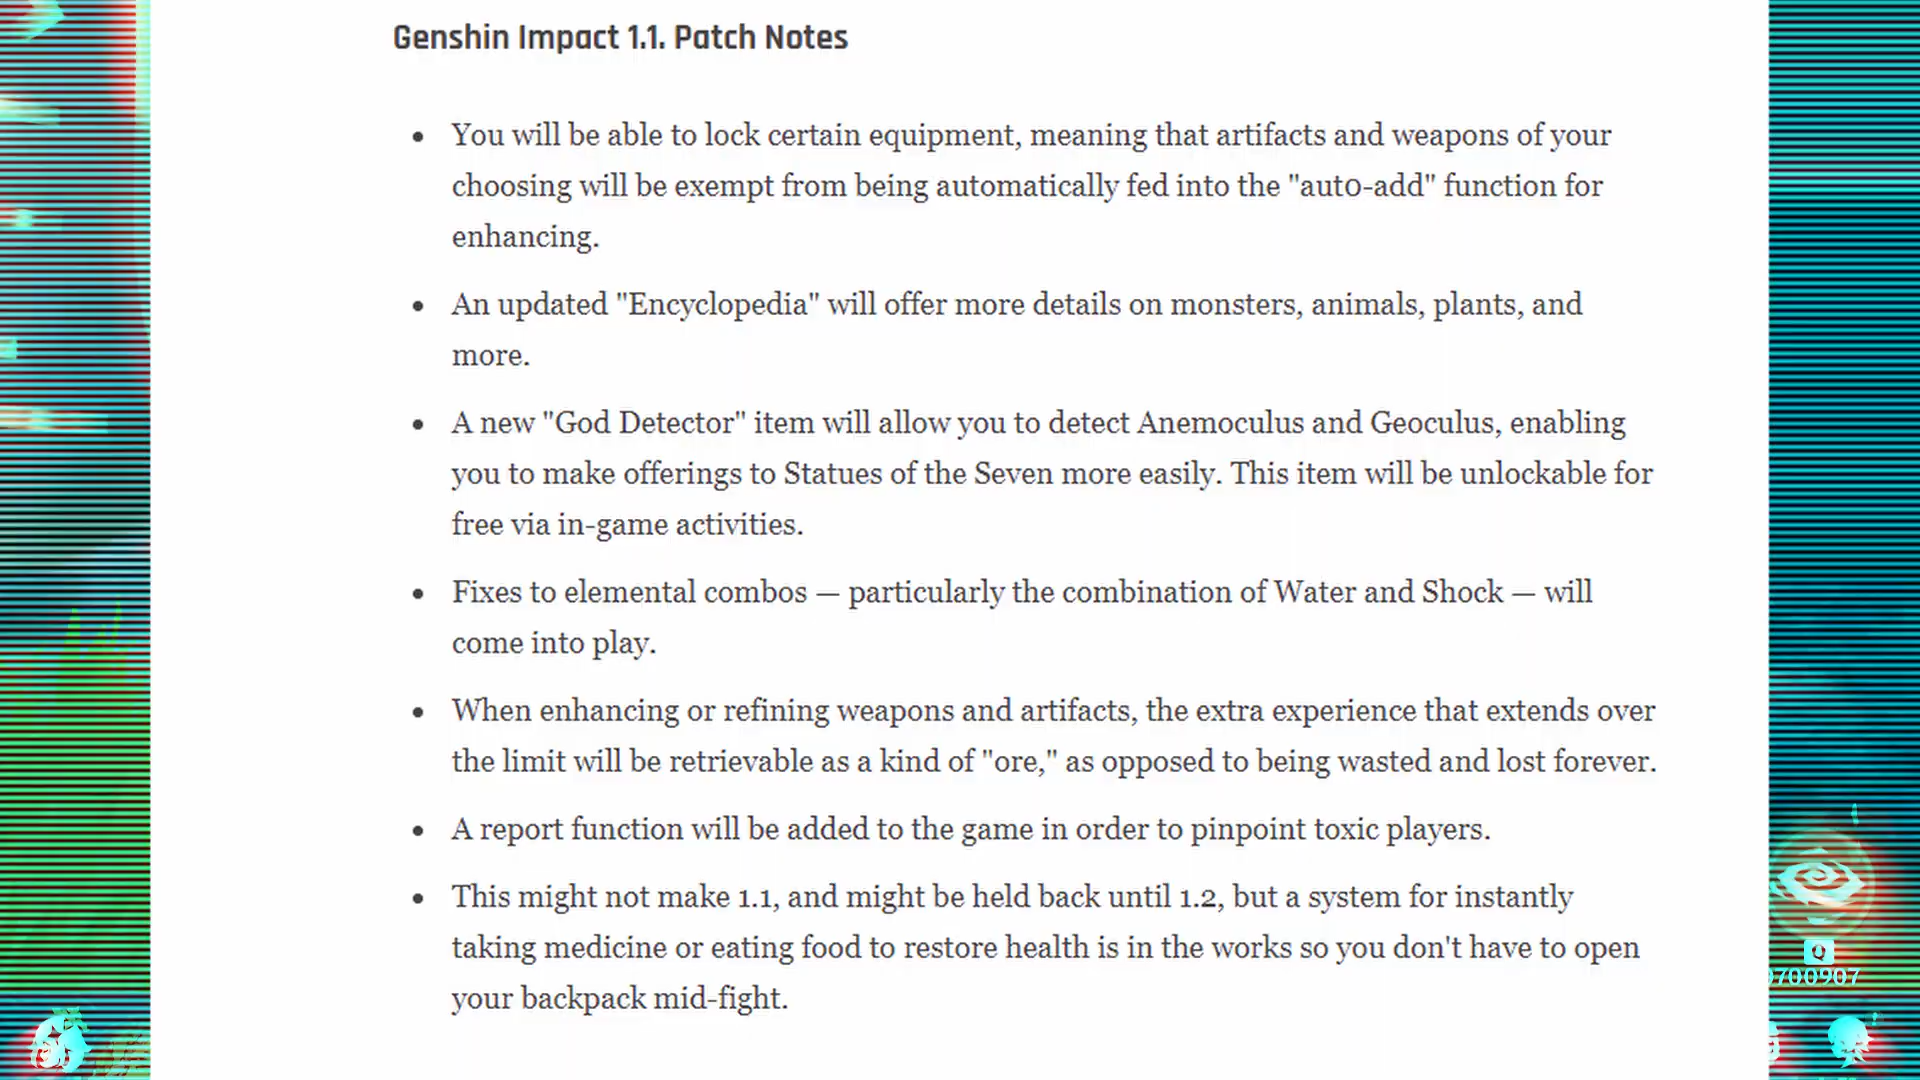 Genshin Impact 1.1. Patch Notes
• You will be able to lock certain equipment, meaning that artifacts and weapons of your
choosing will be exempt from being automatically fed into the "aut0-add" function for
enhancing.
• An updated "Encyclopedia" will offer more details on monsters, animals, plants, and
more.
• A new "God Detector" item will allow you to detect Anemoculus and Geoculus, enabling
you to make offerings to Statues of the Seven more easily. This item will be unlockable for
free via in-game activities.
• Fixes to elemental combos — particularly the combination of Water and Shock — will
come into play.
• When enhancing or refining weapons and artifacts, the extra experience that extends over
the limit will be retrievable as a kind of "ore," as opposed to being wasted and lost forever.
• A report function will be added to the game in order to pinpoint toxic players.
• This might not make 1.1, and might be held back until 1.2, but a system for instantly
taking medicine or eating food to restore health is in the works so you don't have to open
your backpack mid-fight.
Q
700907